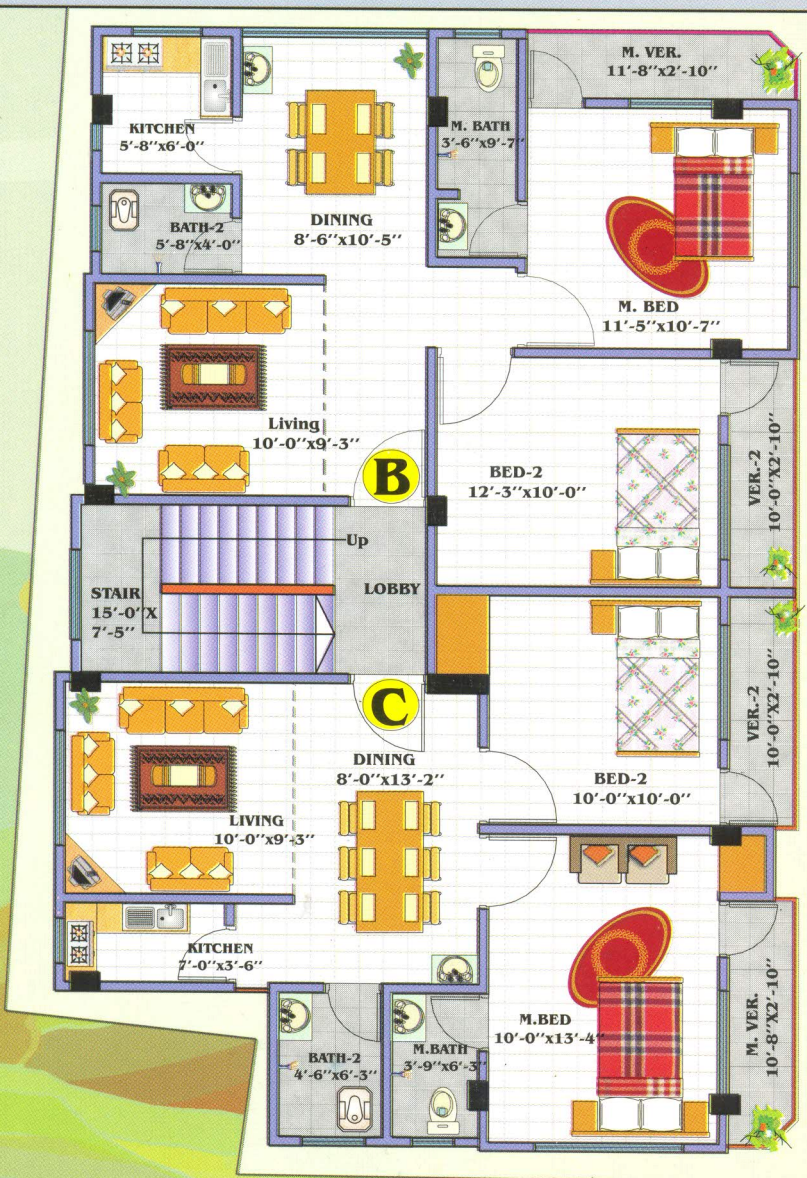 M. VER.
11'-8''x2'-10''
KITCHEN
5'-8''x6'-0''
M. BATH
3'-6''x9'-7''
DINING
8'-6''x10'-5''
BATH-2
5'-8''x4'-0''
M. BED
11'-5''x10'-7''
Living
10'-0''x9'-3''
B
BED-2
12'-3''x10'-0''
VER.-2
10'-0''X2'-10''
Up
LOBBY
STAIR
15'-0''X
7'-5''
C
DINING
8'-0''x13'-2''
VER.-2
10'-0''X2'-10''
BED-2
10'-0''x10'-0''
LIVING
10'-0''x9'-3''
KITCHEN
7'-0''x3'-6''
M.BED
10'-0''x13'-4''
M. VER.
10'-8''X2'-10''
BATH-2
4'-6''x6'-3''
M.BATH
3'-9''x6'-3''